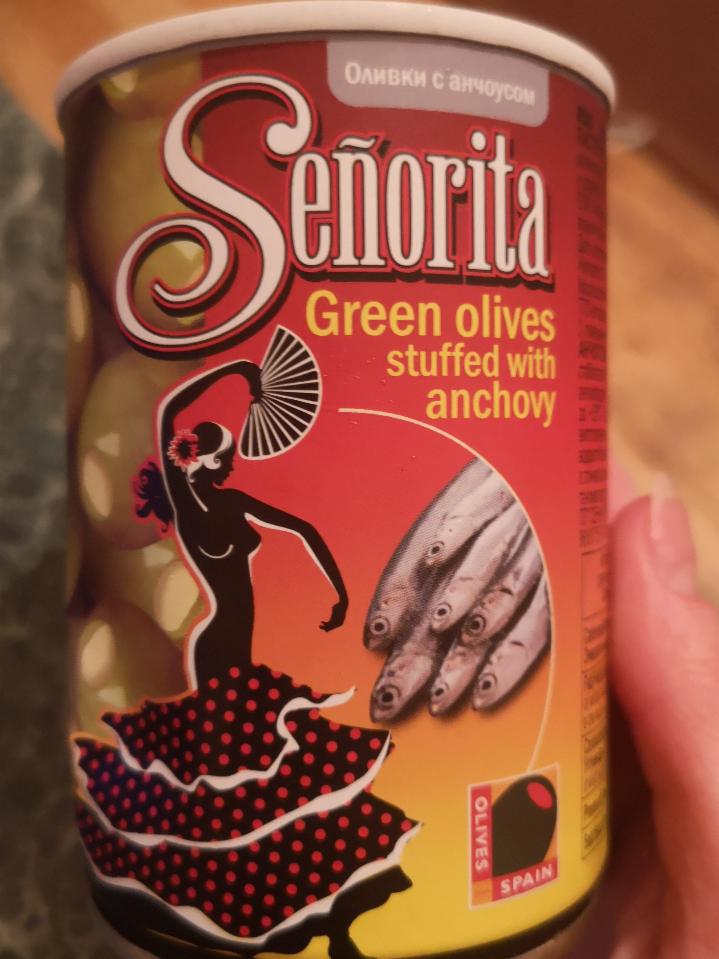 Оливки с анчоусом
Señorita
Green olives
stuffed with
anchovy
OLIVES
SPAIN